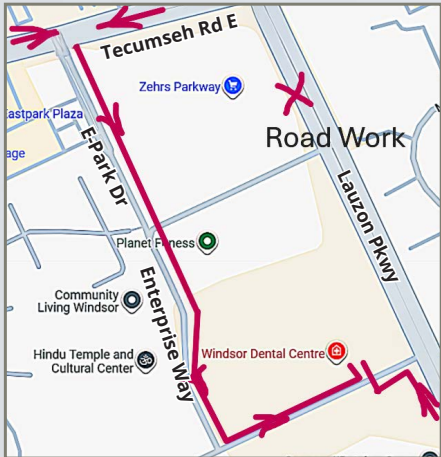 Tecumseh Rd E
Zehrs Parkway
Eastpark Plaza
age
Road Work
E-Park Dr
Lauzon Pkwy
Planet Fitness
Enterprise Way
Community
Living Windsor
Windsor Dental Centre
Hindu Temple and
Cultural Center